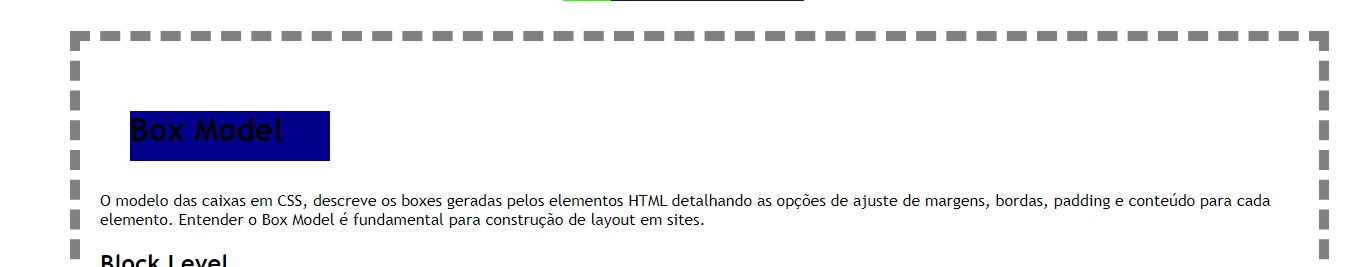 Box Model
O modelo das caixas em CSS, descreve os boxes geradas pelos elementos HTML detalhando as opções de ajuste de margens, bordas, padding e conteúdo para cada
elemento. Entender o Box Model é fundamental para construção de layout em sites.
Block Level